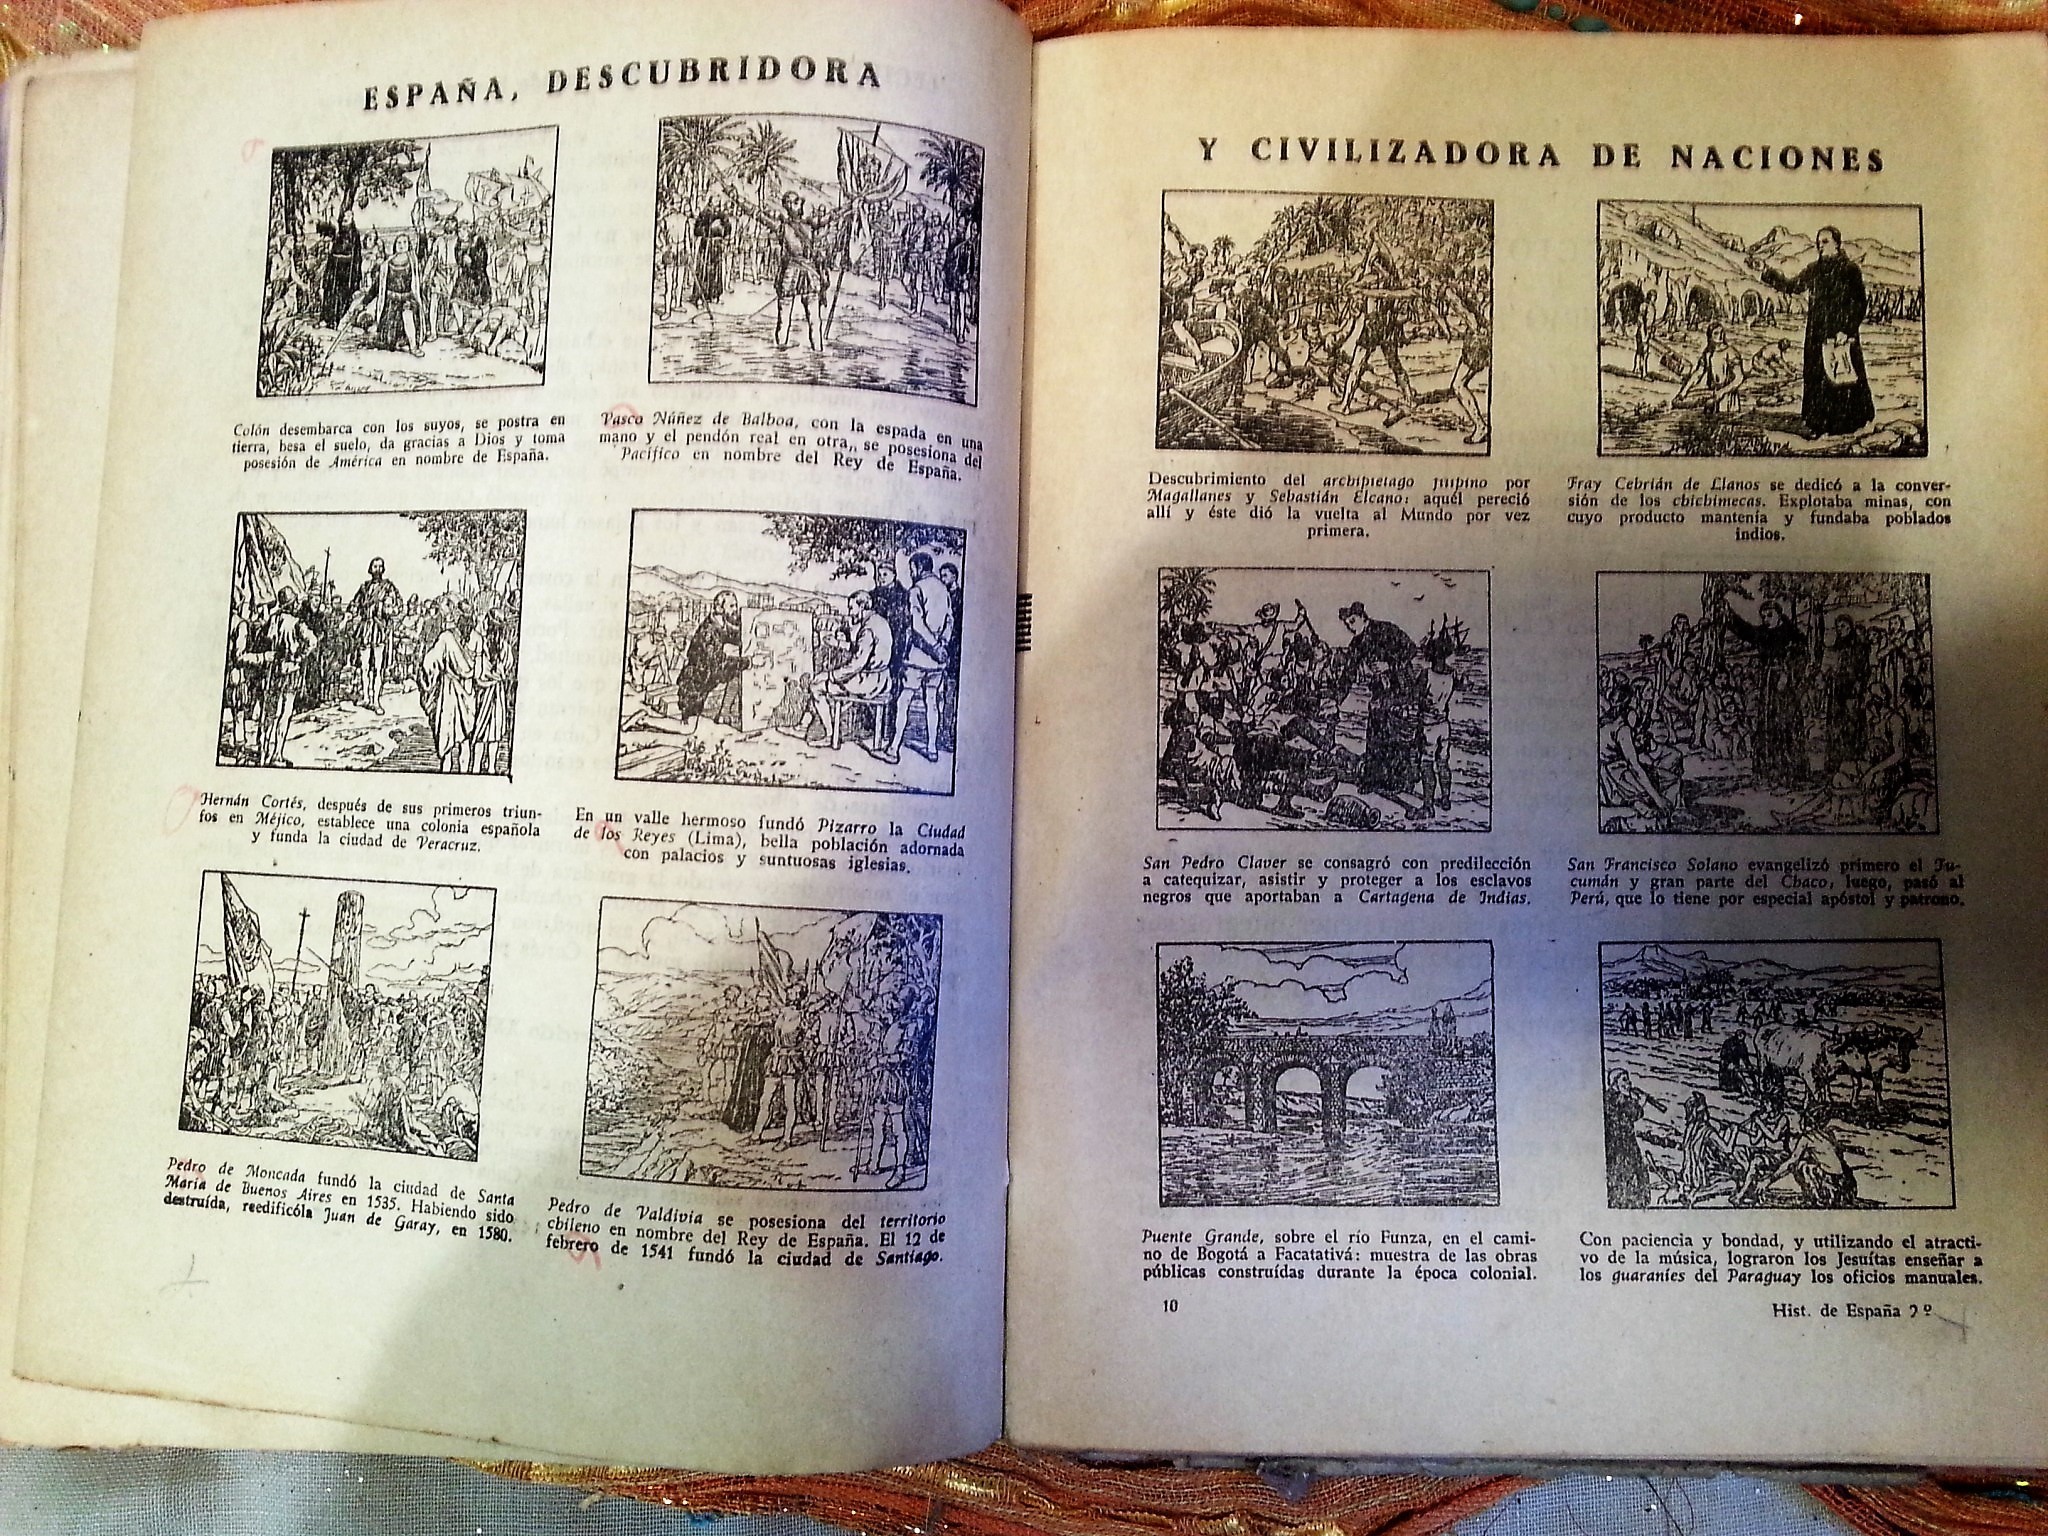 ESPAÑA, DESCUBRIDORA
Colón desembarca con los suyos, se postra en
tierra, besa el suelo, da gracias a Dios y toma
posesión de América en nombre de España.
Vasco Núñez de Balboa, con la espada en una
mano y el pendón real en otra, se posesiona del
Pacífico en nombre del Rey de España.
Hernán Cortés, después de sus primeros triun-
fos en Méjico, establece una colonia española
y funda la ciudad de Veracruz.
En un valle hermoso fundó Pizarro la Ciudad
de los Reyes (Lima), bella población adornada
con palacios y suntuosas iglesias.
Pedro de Moncada fundó la ciudad de Santa
María de Buenos Aires en 1535. Habiendo sido
destruída, reedificóla Juan de Garay, en 1580.
Pedro de Valdivia se posesiona del territorio
chileno en nombre del Rey de España. El 12 de
febrero de 1541 fundó la ciudad de Santiago.
Y CIVILIZADORA DE NACIONES
Descubrimiento del archipiélago filipino por
Magallanes y Sebastián Elcano: aquél pereció
allí y éste dió la vuelta al Mundo por vez
primera.
Fray Cebrián de Llanos se dedicó a la conver-
sión de los chichimecas. Explotaba minas, con
cuyo producto mantenía y fundaba poblados
indios.
San Pedro Claver se consagró con predilección
a catequizar, asistir y proteger a los esclavos
negros que aportaban a Cartagena de Indias.
San Francisco Solano evangelizó primero el Tu-
cumán y gran parte del Chaco, luego, pasó al
Perú, que lo tiene por especial apóstol y patrono.
Puente Grande, sobre el río Funza, en el cami-
no de Bogotá a Facatativá: muestra de las obras
públicas construídas durante la época colonial.
Con paciencia y bondad, y utilizando el atracti-
vo de la música, lograron los Jesuítas enseñar a
los guaraníes del Paraguay los oficios manuales.
10
Hist. de España 2º